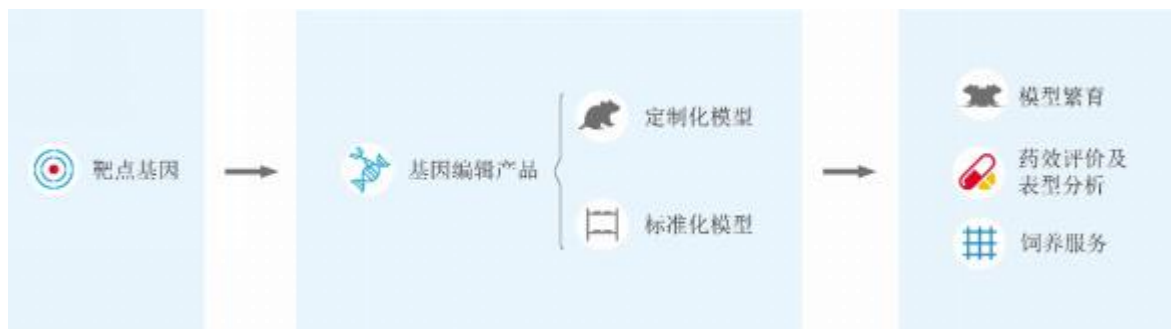 靶点基因
基因编辑产品
定制化模型
标准化模型
模型繁育
药效评价及
表型分析
饲养服务